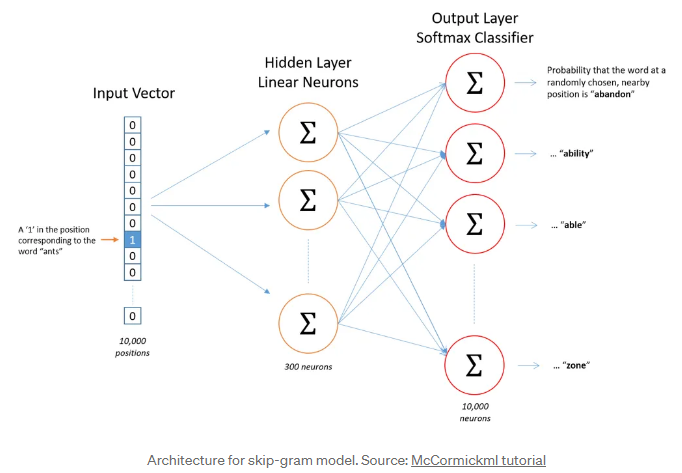 Output Layer
Softmax Classifier
Hidden Layer
Linear Neurons
Input Vector
0
0
0
0
0
0
0
1
0
0
0
A ‘1’ in the position
corresponding to the
word “ants”
10,000
positions
Σ
Σ
Σ
300 neurons
Σ
Σ
Σ
Σ
10,000
neurons
Probability that the word at a
randomly chosen, nearby
position is “abandon”
... “ability”
... “able”
... “zone”
Architecture for skip-gram model. Source: McCormickml tutorial